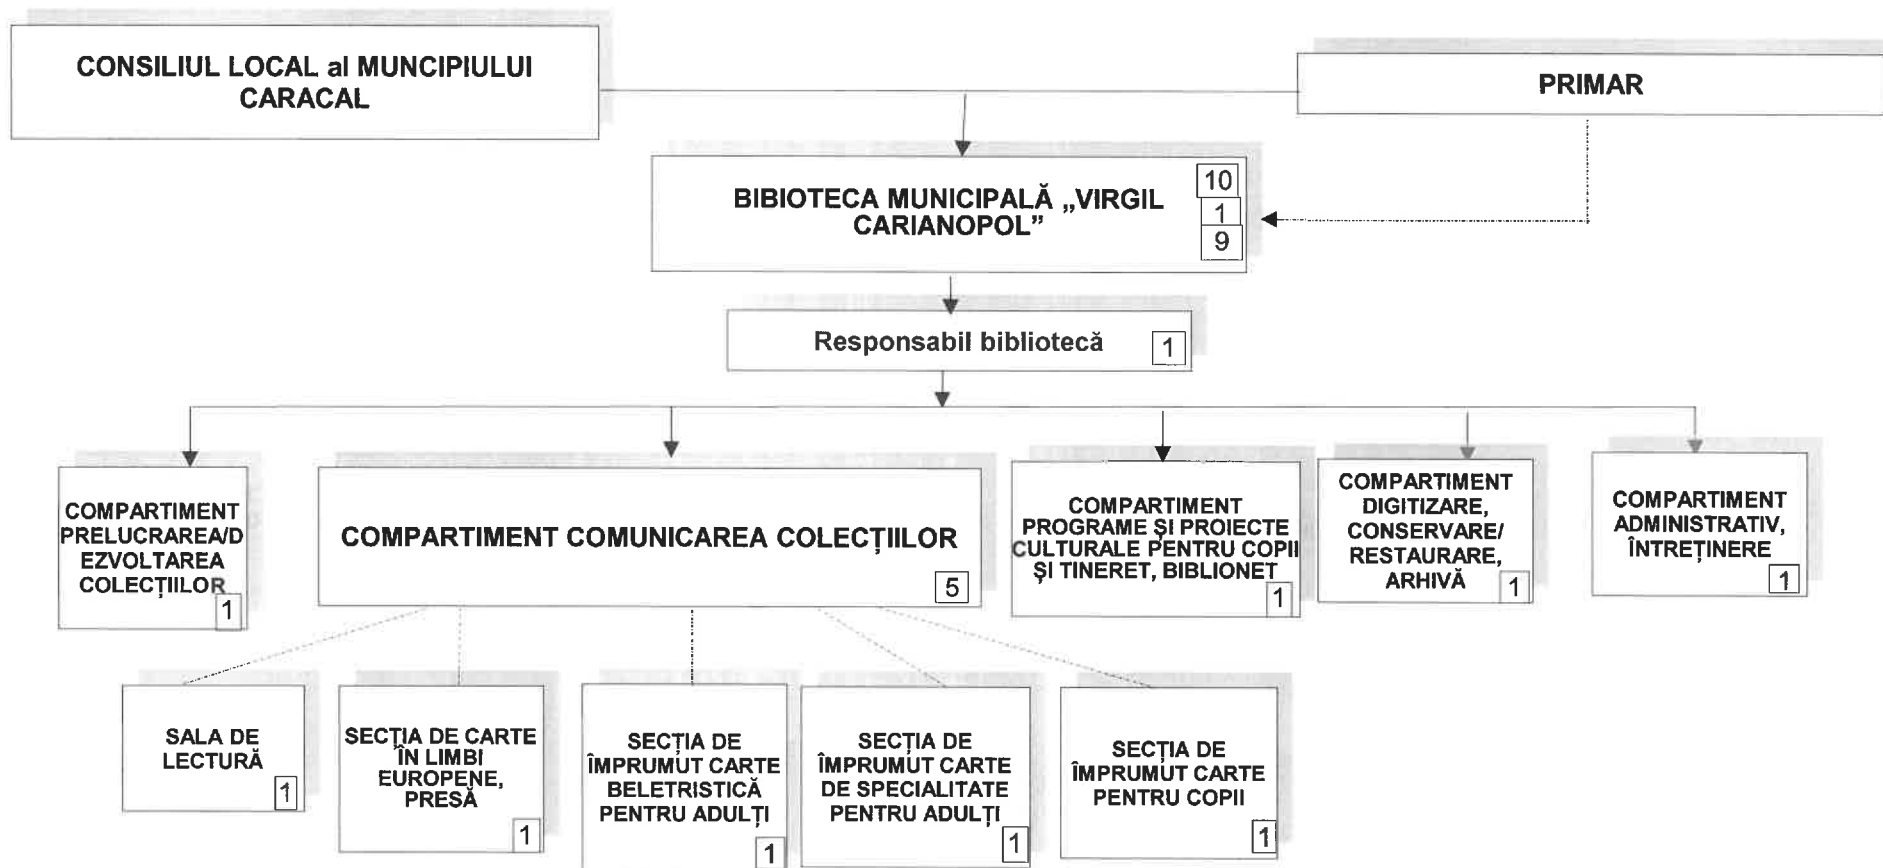 CONSILIUL LOCAL al MUNCIPIULUI
CARACAL
PRIMAR
BIBIOTECA MUNICIPALĂ „VIRGIL
CARIANOPOL”
10
1
9
Responsabil bibliotecă
1
COMPARTIMENT
PRELUCRAREA/D
EZVOLTAREA
COLECȚIILOR
1
COMPARTIMENT COMUNICAREA COLECȚIILOR
5
COMPARTIMENT
PROGRAME ȘI PROIECTE
CULTURALE PENTRU COPII
ȘI TINERET, BIBLIONET
1
COMPARTIMENT
DIGITIZARE,
CONSERVARE/
RESTAURARE,
ARHIVĂ
1
COMPARTIMENT
ADMINISTRATIV,
ÎNTREȚINERE
1
SALA DE
LECTURĂ
1
SECȚIA DE CARTE
ÎN LIMBI
EUROPENE,
PRESĂ
1
SECȚIA DE
ÎMPRUMUT CARTE
BELETRISTICĂ
PENTRU ADULȚI
1
SECȚIA DE
ÎMPRUMUT CARTE
DE SPECIALITATE
PENTRU ADULȚI
1
SECȚIA DE
ÎMPRUMUT CARTE
PENTRU COPII
1